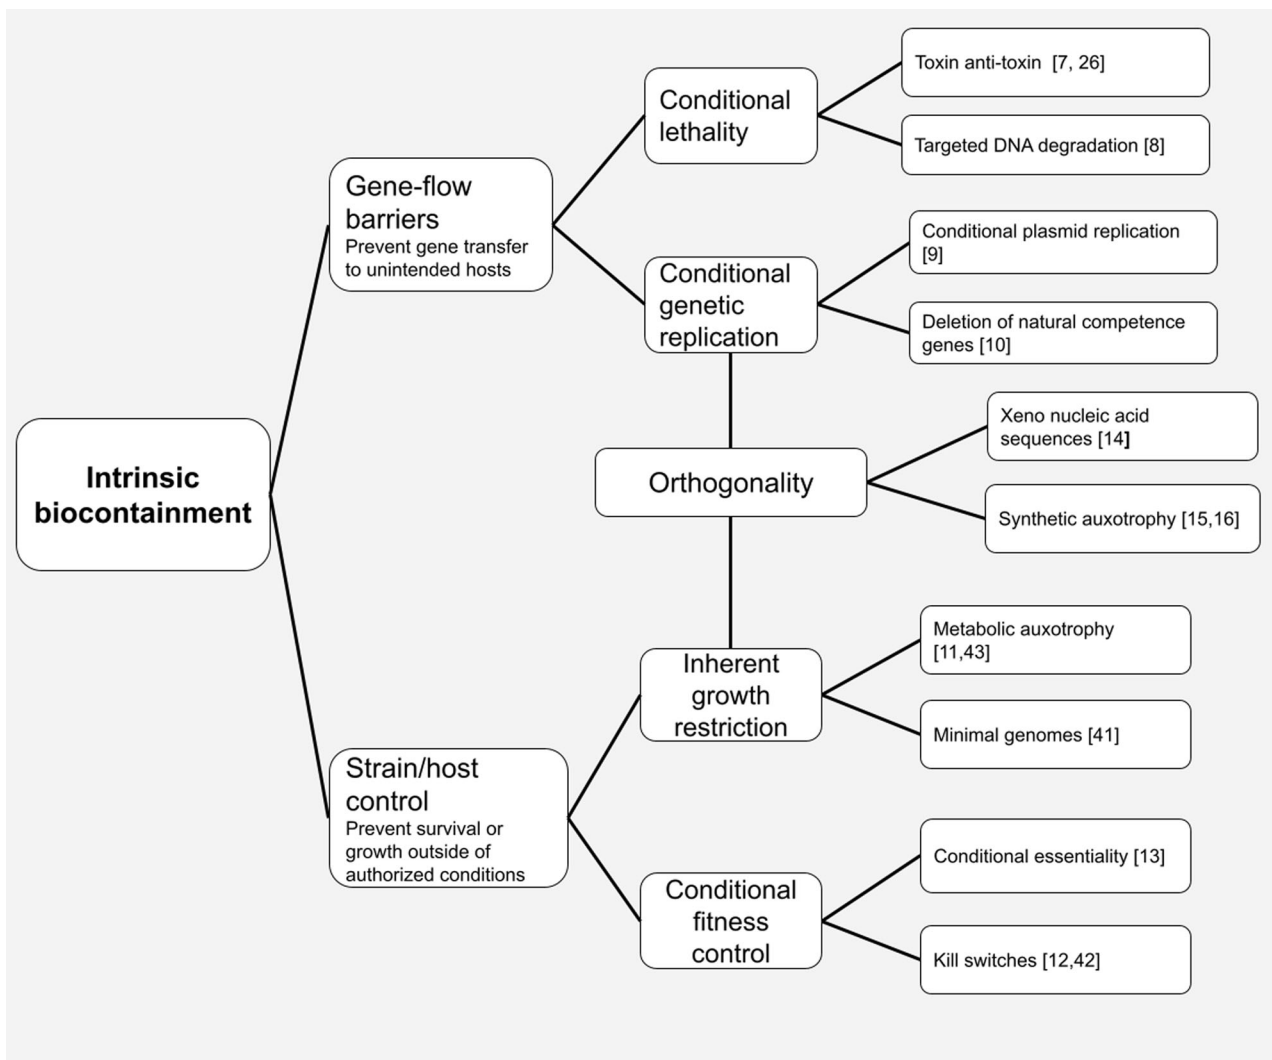 Intrinsic
biocontainment
Gene-flow
barriers
Prevent gene transfer
to unintended hosts
Conditional
lethality
Toxin anti-toxin  [7, 26]
Targeted DNA degradation [8]
Conditional
genetic
replication
Conditional plasmid replication
[9]
Deletion of natural competence
genes [10]
Orthogonality
Xeno nucleic acid
sequences [14]
Synthetic auxotrophy [15,16]
Strain/host
control
Prevent survival or
growth outside of
authorized conditions
Inherent
growth
restriction
Metabolic auxotrophy
[11,43]
Minimal genomes [41]
Conditional
fitness
control
Conditional essentiality [13]
Kill switches [12,42]